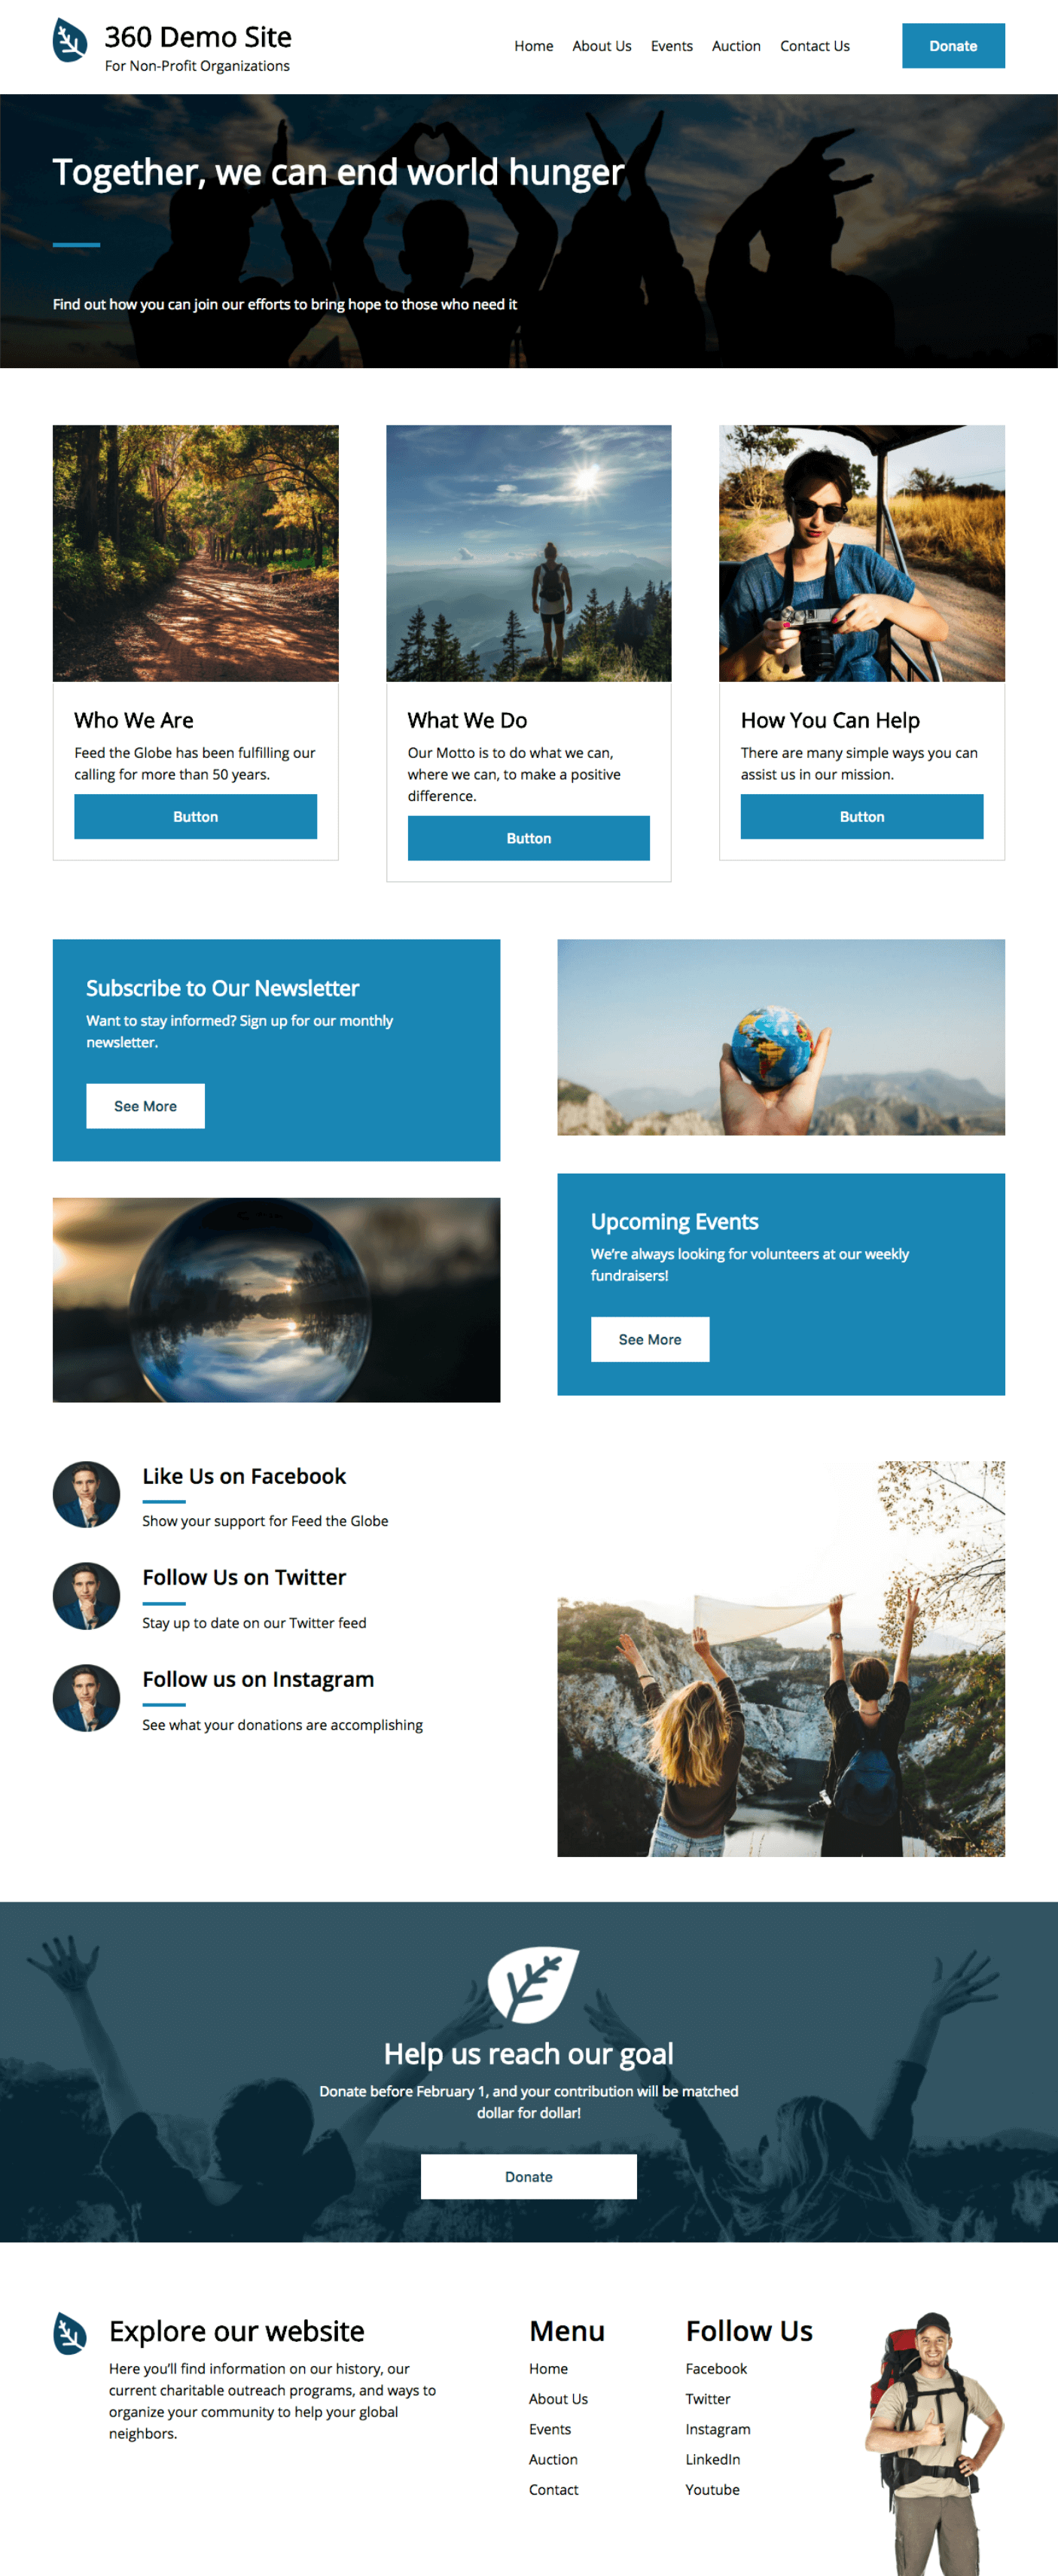 360 Demo Site
For Non-Profit Organizations
Home About Us Events Auction Contact Us
Donate
Together, we can end world hunger
Find out how you can join our efforts to bring hope to those who need it
Who We Are
Feed the Globe has been fulfilling our
calling for more than 50 years.
Button
What We Do
Our Motto is to do what we can,
where we can, to make a positive
difference.
Button
How You Can Help
There are many simple ways you can
assist us in our mission.
Button
Subscribe to Our Newsletter
Want to stay informed? Sign up for our monthly
newsletter.
See More
Upcoming Events
We're always looking for volunteers at our weekly
fundraisers!
See More
Like Us on Facebook
Show your support for Feed the Globe
Follow Us on Twitter
Stay up to date on our Twitter feed
Follow us on Instagram
See what your donations are accomplishing
Help us reach our goal
Donate before February 1, and your contribution will be matched
dollar for dollar!
Donate
Explore our website
Here you'll find information on our history, our
current charitable outreach programs, and ways to
organize your community to help your global
neighbors.
Menu
Home
About Us
Events
Auction
Contact
Follow Us
Facebook
Twitter
Instagram
LinkedIn
Youtube